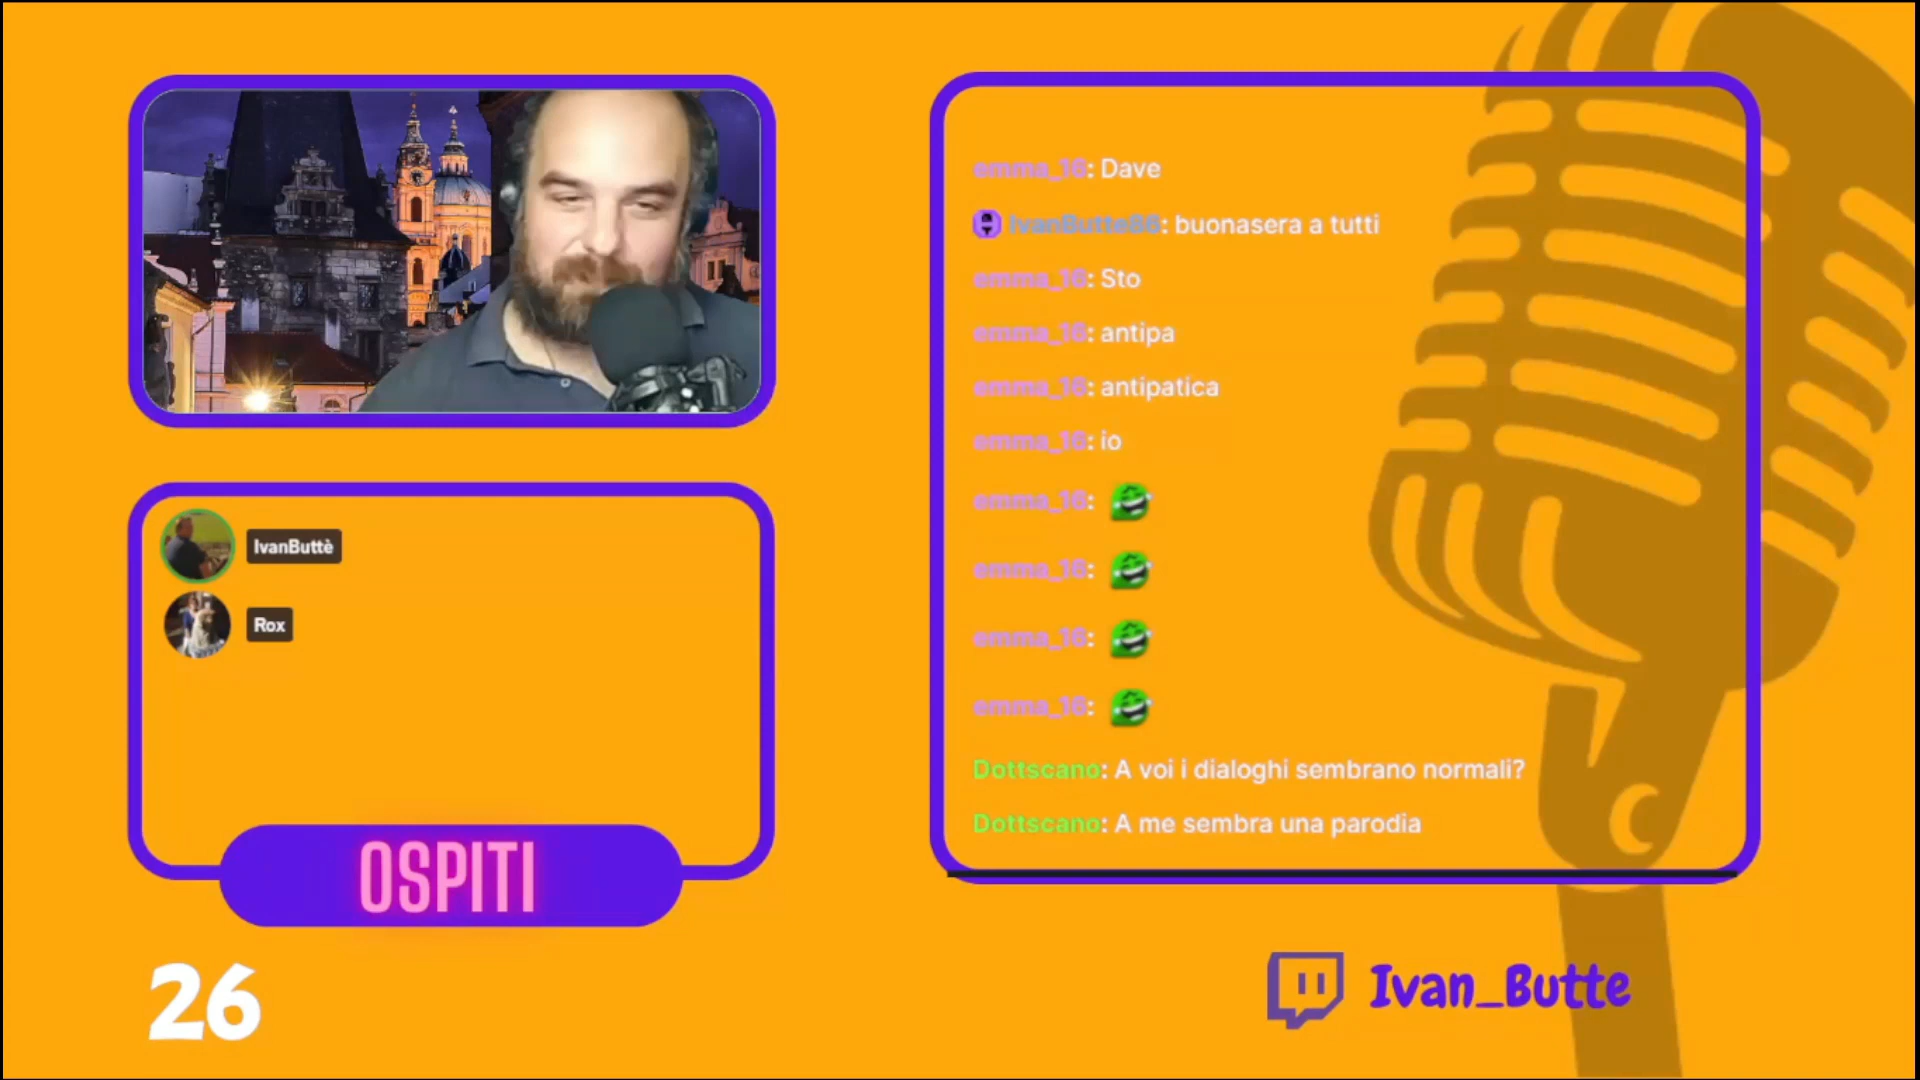 emma_16: Dave
IvanButte86: buonasera a tutti
emma_16: Sto
emma_16: antipa
emma_16: antipatica
emma_16: io
emma_16:
emma_16:
emma_16:
emma_16:
Dottscano: A voi i dialoghi sembrano normali?
Dottscano: A me sembra una parodia
IvanButtè
Rox
OSPITI
26
Ivan_Butte